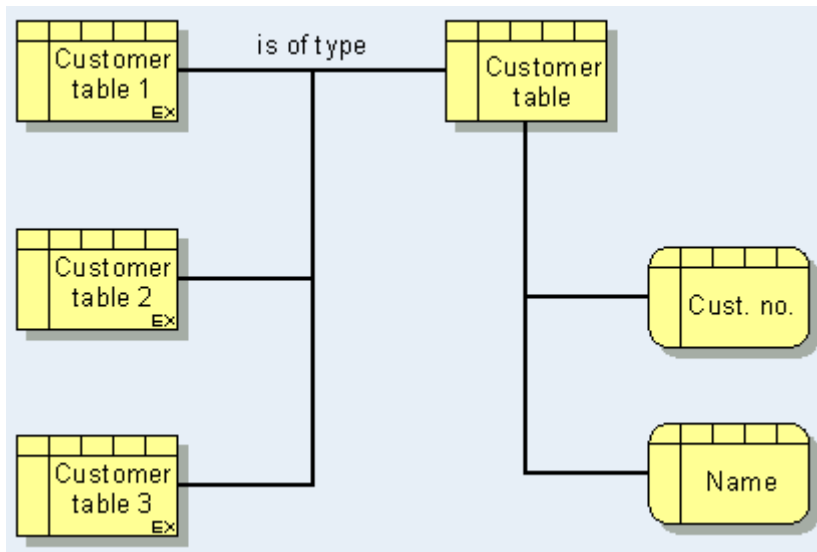 Customer
table 1
EX
is of type
Customer
table
Customer
table 2
EX
Cust. no.
Customer
table 3
EX
Name